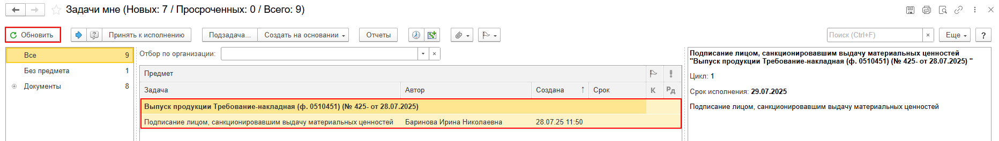 Задачи мне (Новых: 7 / Просроченных: 0 / Всего: 9)
Обновить
Принять к исполнению
Подзадача...
Создать на основании
Отчеты
Поиск (Ctrl+F)
×
Еще
?
Все 9
Без предмета 1
Документы 8
Отбор по организации:
×
Предмет
Задача Автор Создана ↑ Срок К Рд
Выпуск продукции Требование-накладная (ф. 0510451) (№ 425- от 28.07.2025)
Подписание лицом, санкционировавшим выдачу материальных ценностей Баринова Ирина Николаевна 28.07.25 11:50
Подписание лицом, санкционировавшим выдачу материальных ценностей
"Выпуск продукции Требование-накладная (ф. 0510451) (№ 425- от 28.07.2025) "
Цикл: 1
Срок исполнения: 29.07.2025
Подписание лицом, санкционировавшим выдачу материальных ценностей